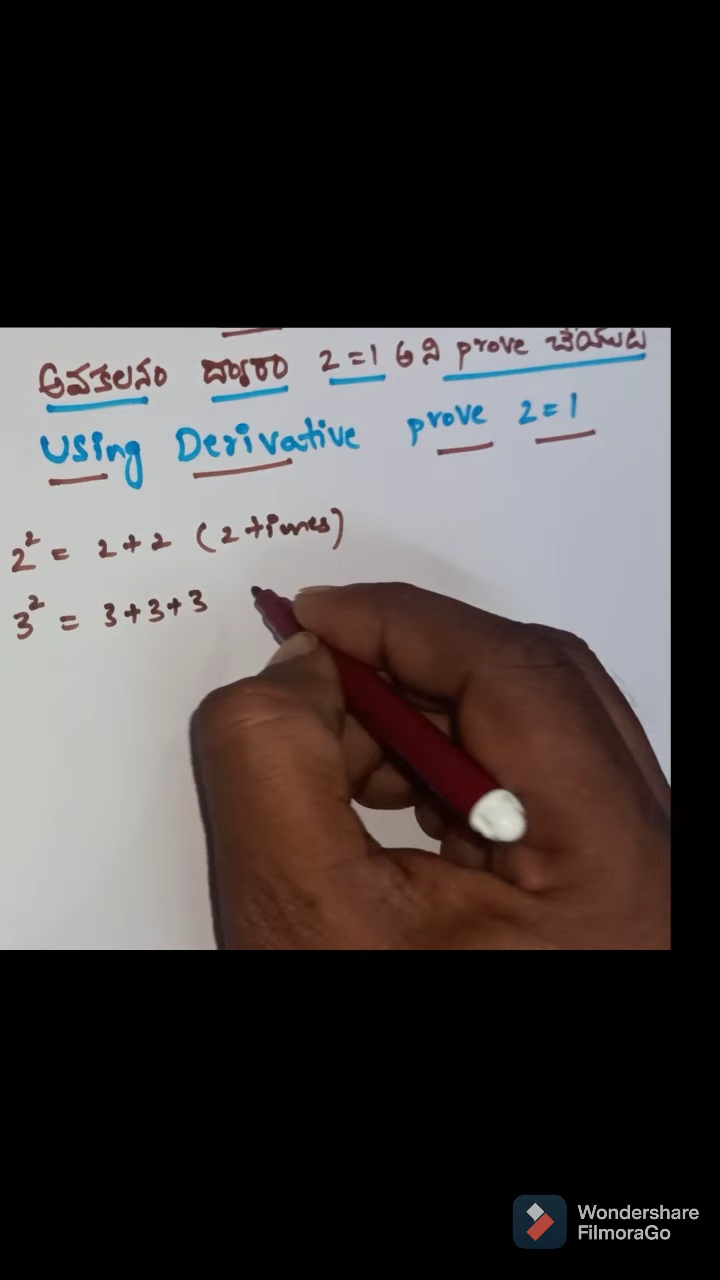 అవకలనం ద్వారా 2=1 అని prove చేయుట
Using Derivative prove 2=1
2² = 2+2 (2 times)
3² = 3+3+3
Wondershare
FilmoraGo